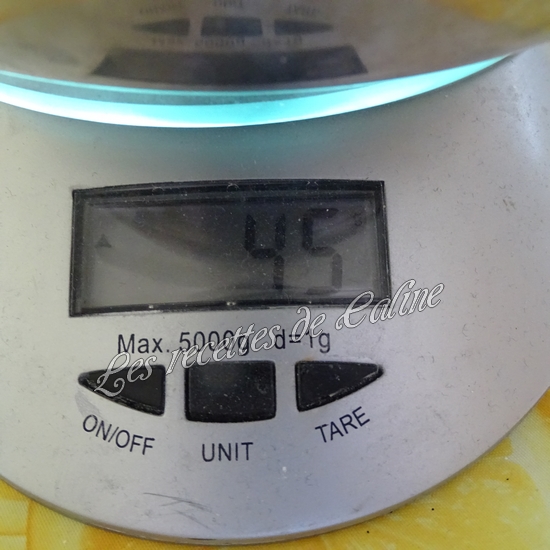 45
Max. 5000g d=1g
Les recettes de Caline
ON/OFF UNIT TARE